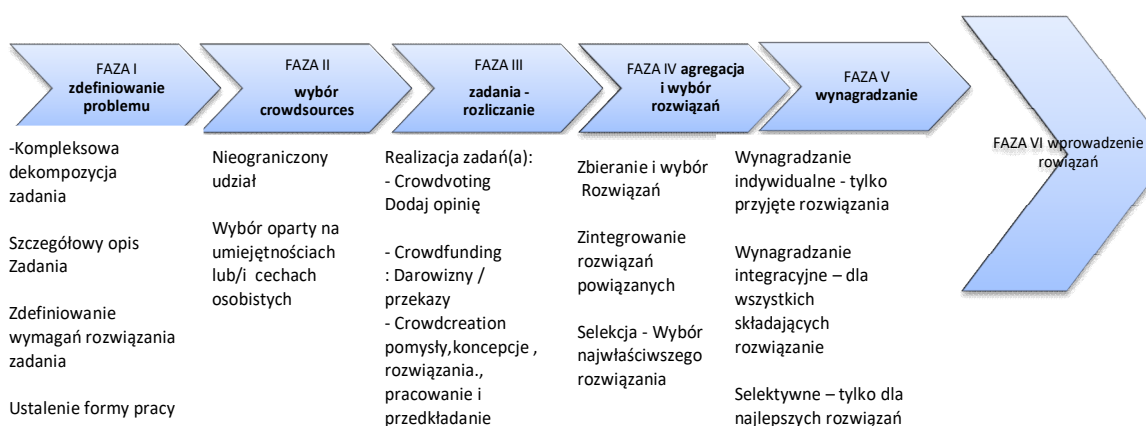 FAZA I
zdefiniowanie
problemu
FAZA II
wybór
crowdsources
FAZA III
zadania -
rozliczanie
FAZA IV agregacja
i wybór
rozwiązań
FAZA V
wynagradzanie
FAZA VI wprowadzenie
rowiązań
-Kompleksowa
dekompozycja
zadania
Szczegółowy opis
Zadania
Zdefiniowanie
wymagań rozwiązania
zadania
Ustalenie formy pracy
Nieograniczony
udział
Wybór oparty na
umiejętnościach
lub/i cechach
osobistych
Realizacja zadań(a):
- Crowdvoting
Dodaj opinię
- Crowdfunding
: Darowizny /
przekazy
- Crowdcreation
pomysły,koncepcje ,
rozwiązania.,
pracowanie i
przedkładanie
Zbieranie i wybór
Rozwiązań
Zintegrowanie
rozwiązań
powiązanych
Selekcja - Wybór
najwłaściwszego
rozwiązania
Wynagradzanie
indywidualne - tylko
przyjęte rozwiązania
Wynagradzanie
integracyjne – dla
wszystkich
składających
rozwiązanie
Selektywne – tylko dla
najlepszych rozwiązań